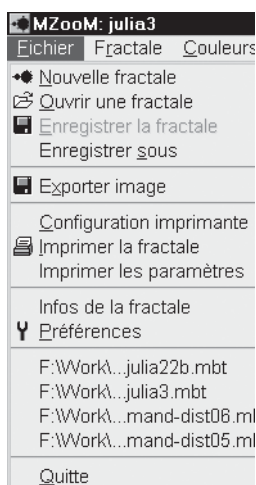 MZooM: julia3
Fichier Fractale Couleurs
Nouvelle fractale
Ouvrir une fractale
Enregistrer la fractale
Enregistrer sous
Exporter image
Configuration imprimante
Imprimer la fractale
Imprimer les paramètres
Infos de la fractale
Préférences
F:\Work\...julia22b.mbt
F:\Work\...julia3.mbt
F:\Work\...mand-dist06.ml
F:\Work\...mand-dist05.ml
Quitte